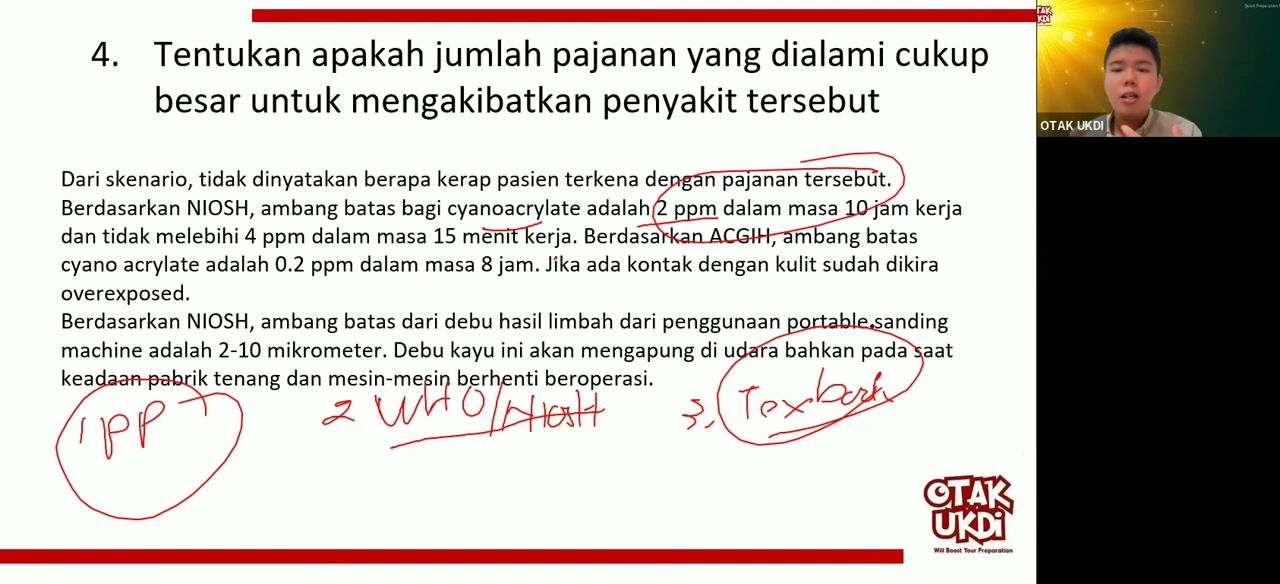 4. Tentukan apakah jumlah pajanan yang dialami cukup
besar untuk mengakibatkan penyakit tersebut
Dari skenario, tidak dinyatakan berapa kerap pasien terkena dengan pajanan tersebut.
Berdasarkan NIOSH, ambang batas bagi cyanoacrylate adalah 2 ppm dalam masa 10 jam kerja
dan tidak melebihi 4 ppm dalam masa 15 menit kerja. Berdasarkan ACGIH, ambang batas
cyano acrylate adalah 0.2 ppm dalam masa 8 jam. Jika ada kontak dengan kulit sudah dikira
overexposed.
Berdasarkan NIOSH, ambang batas dari debu hasil limbah dari penggunaan portable sanding
machine adalah 2-10 mikrometer. Debu kayu ini akan mengapung di udara bahkan pada saat
keadaan pabrik tenang dan mesin-mesin berhenti beroperasi.
2 WHO/NIOSH
3.
OTAK UKDI
OTAK
UKDI
Will Boost Your Preparation